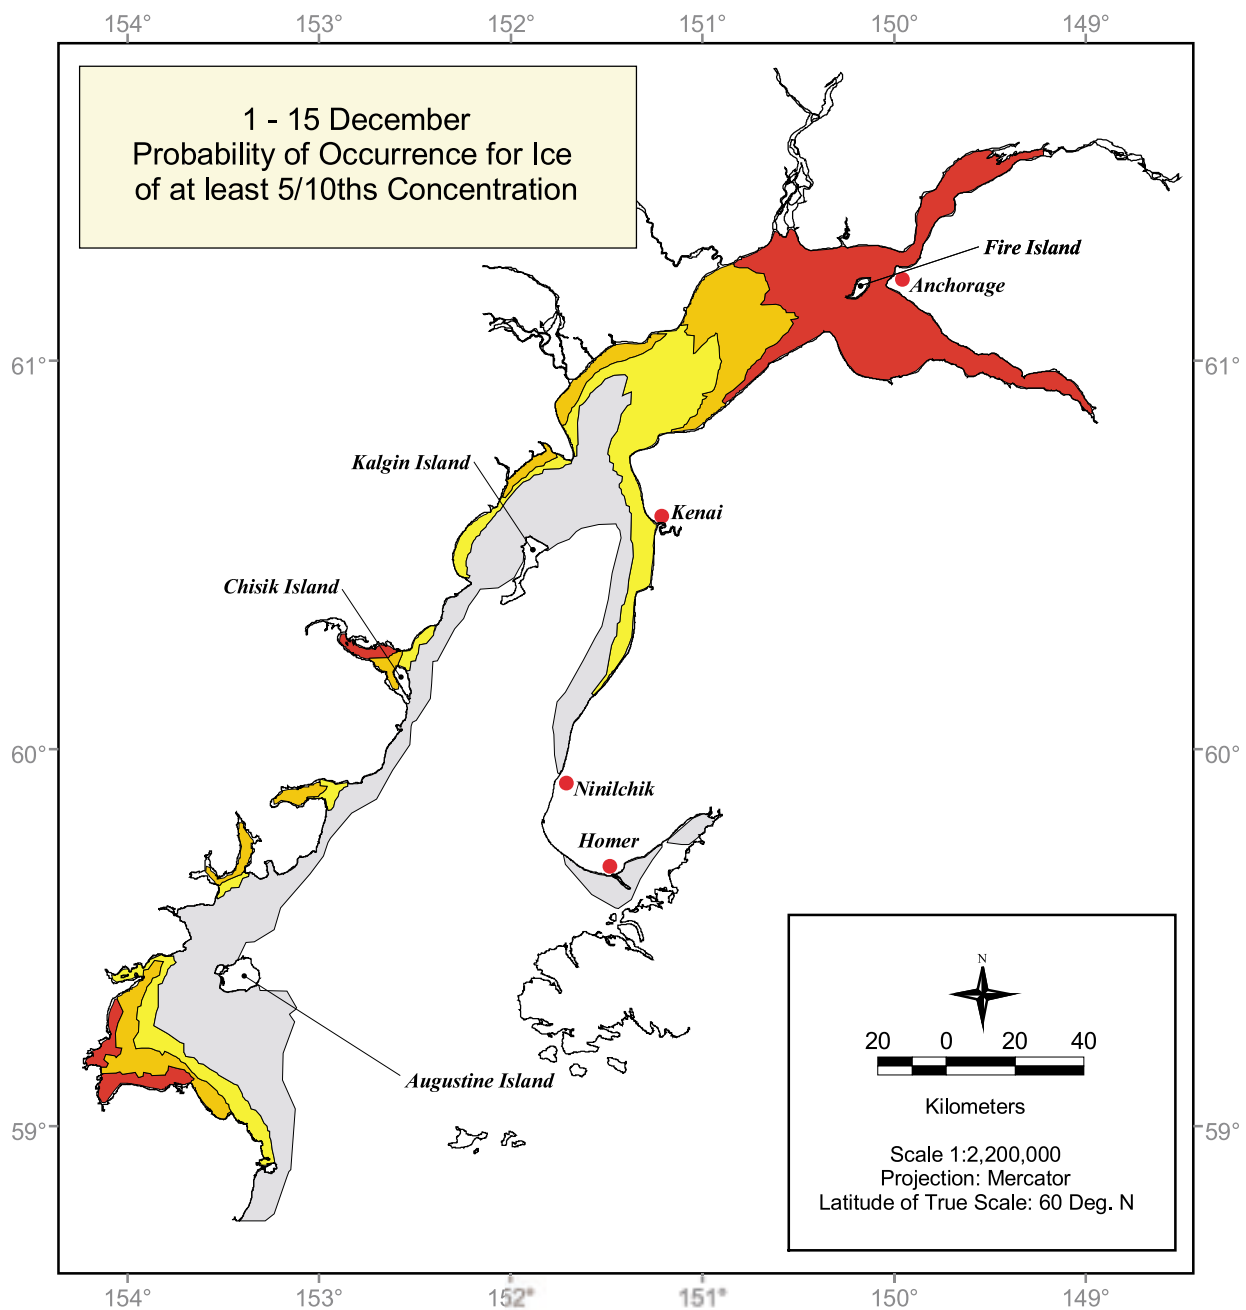 154° 153° 152° 151° 150° 149°
1 - 15 December
Probability of Occurrence for Ice
of at least 5/10ths Concentration
Fire Island
Anchorage
61° 61°
Kalgin Island
Kenai
Chisik Island
60° 60°
Ninilchik
Homer
N
20 0 20 40
Kilometers
Augustine Island
59° 59°
Scale 1:2,200,000
Projection: Mercator
Latitude of True Scale: 60 Deg. N
154° 153° 152° 151° 150° 149°